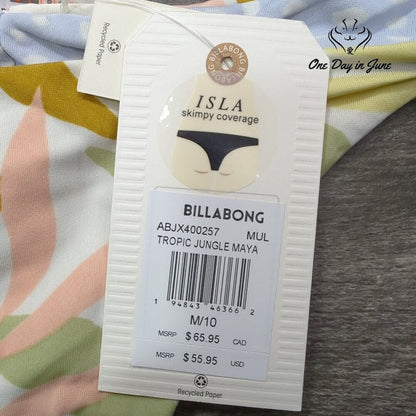 Recycled Paper
BILLABONG BILLABONG
One Day in June
ISLA
skimpy coverage
BILLABONG
ABJX400257 MUL
TROPIC JUNGLE MAYA
1 94843 46366 2
M/10
MSRP $ 65.95 CAD
MSRP $ 55.95 USD
Recycled Paper